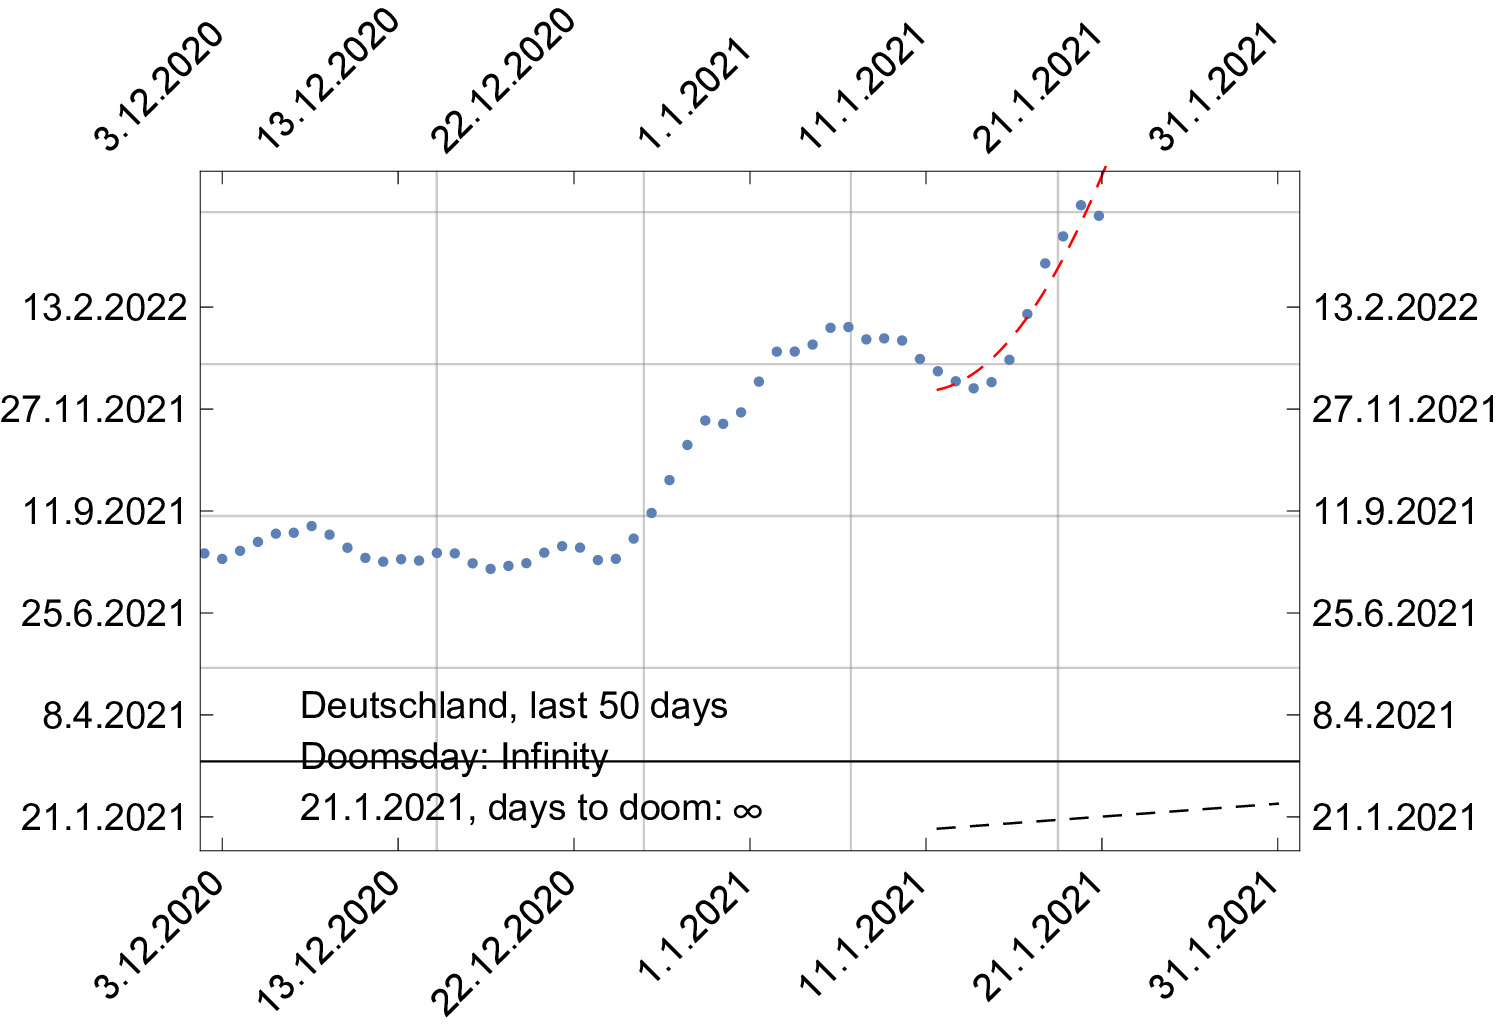 3.12.2020 13.12.2020 22.12.2020 1.1.2021 11.1.2021 21.1.2021 31.1.2021
13.2.2022 13.2.2022
27.11.2021 27.11.2021
11.9.2021 11.9.2021
25.6.2021 25.6.2021
Deutschland, last 50 days
8.4.2021 8.4.2021
Doomsday: Infinity
21.1.2021 21.1.2021, days to doom: ∞ 21.1.2021
3.12.2020 13.12.2020 22.12.2020 1.1.2021 11.1.2021 21.1.2021 31.1.2021